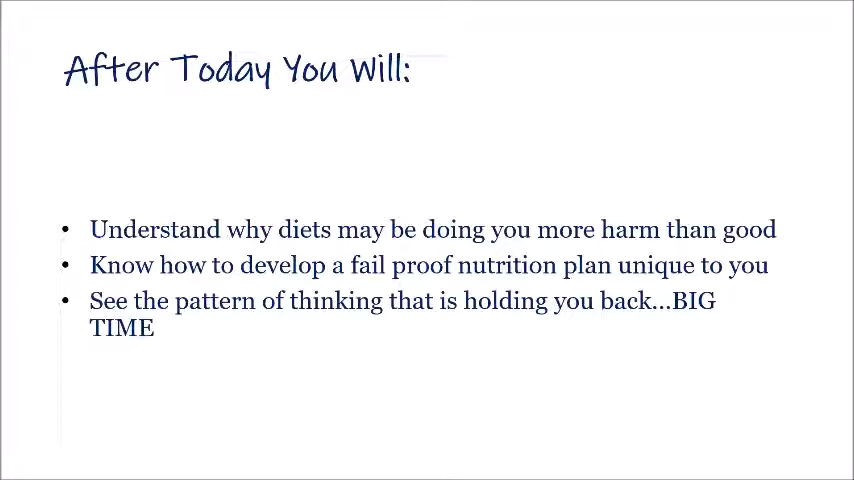 After Today You Will:
• Understand why diets may be doing you more harm than good
• Know how to develop a fail proof nutrition plan unique to you
• See the pattern of thinking that is holding you back...BIG
TIME